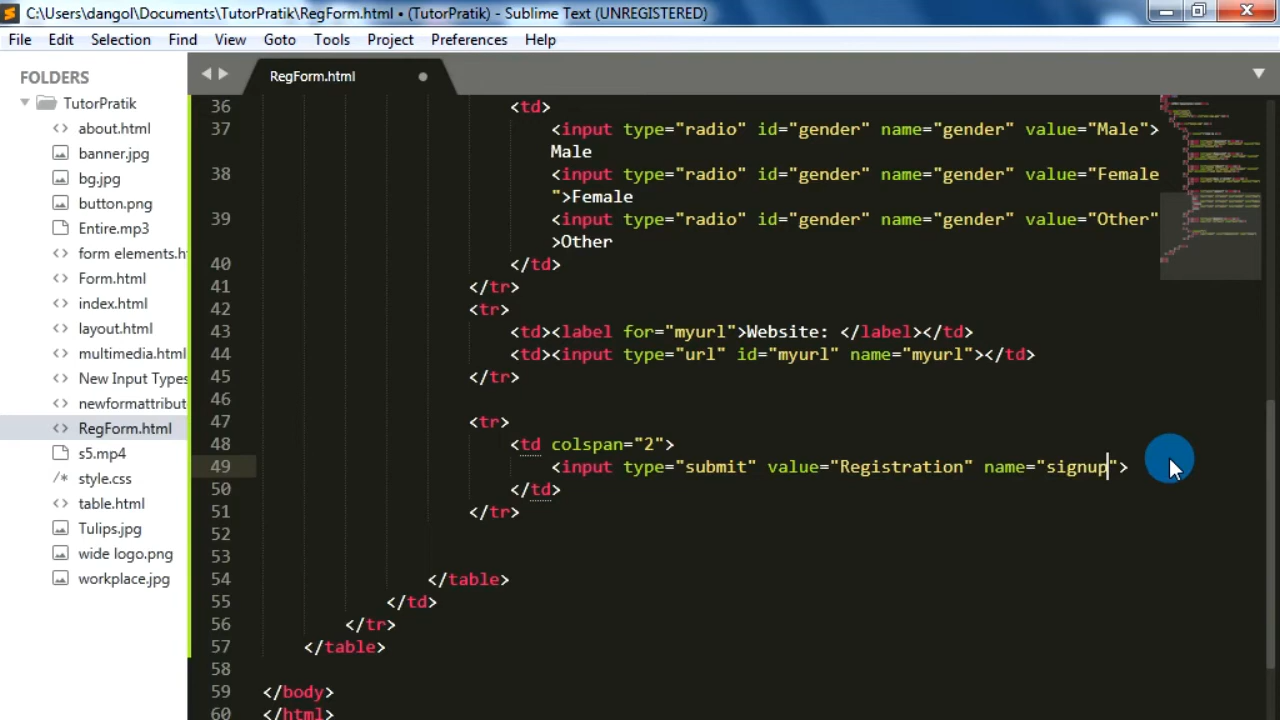 C:\Users\dangol\Documents\TutorPratik\RegForm.html • (TutorPratik) - Sublime Text (UNREGISTERED)
File Edit Selection Find View Goto Tools Project Preferences Help
FOLDERS
TutorPratik
about.html
banner.jpg
bg.jpg
button.png
Entire.mp3
form elements.h
Form.html
index.html
layout.html
multimedia.html
New Input Types
newformattribut
RegForm.html
s5.mp4
style.css
table.html
Tulips.jpg
wide logo.png
workplace.jpg
RegForm.html
36 <td>
37 <input type="radio" id="gender" name="gender" value="Male">
Male
38 <input type="radio" id="gender" name="gender" value="Female
">Female
39 <input type="radio" id="gender" name="gender" value="Other"
>Other
40 </td>
41 </tr>
42 <tr>
43 <td><label for="myurl">Website: </label></td>
44 <td><input type="url" id="myurl" name="myurl"></td>
45 </tr>
46
47 <tr>
48 <td colspan="2">
49 <input type="submit" value="Registration" name="signup">
50 </td>
51 </tr>
52
53
54 </table>
55 </td>
56 </tr>
57 </table>
58
59 </body>
60 </html>